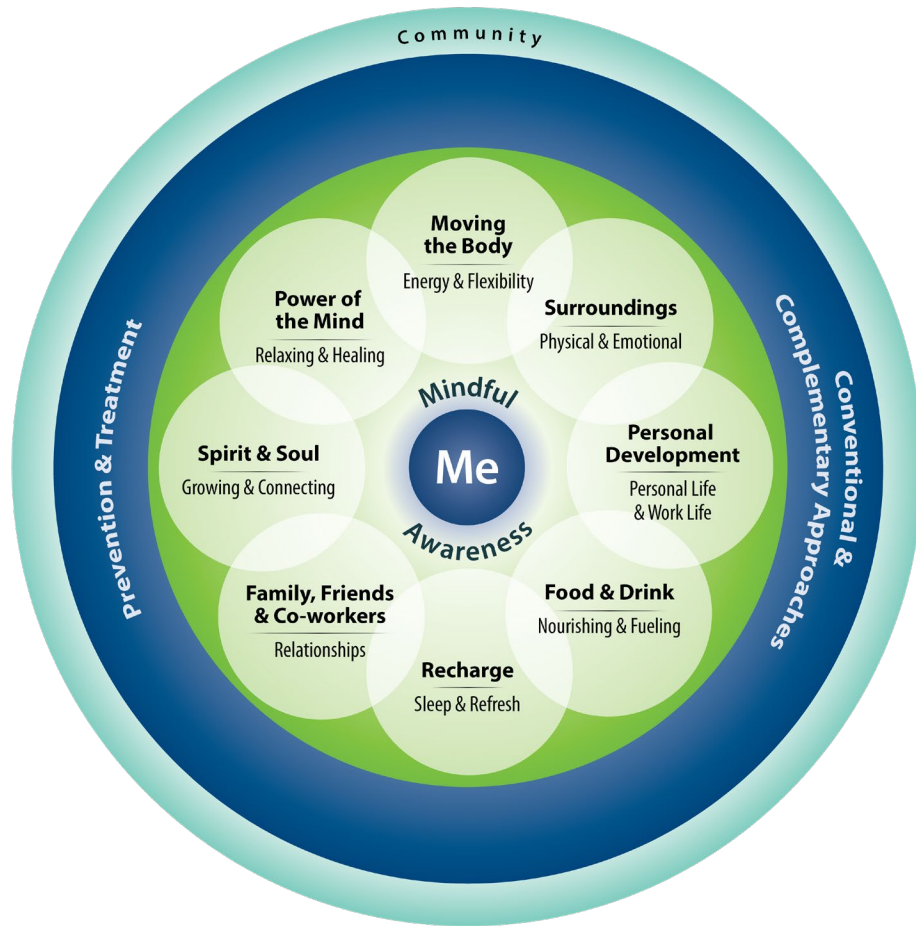 Community
Moving
the Body
Energy & Flexibility
Surroundings
Physical & Emotional
Personal
Development
Personal Life
& Work Life
Food & Drink
Nourishing & Fueling
Recharge
Sleep & Refresh
Family, Friends
& Co-workers
Relationships
Spirit & Soul
Growing & Connecting
Power of
the Mind
Relaxing & Healing
Mindful
Me
Awareness
Prevention & Treatment
Conventional &
Complementary Approaches